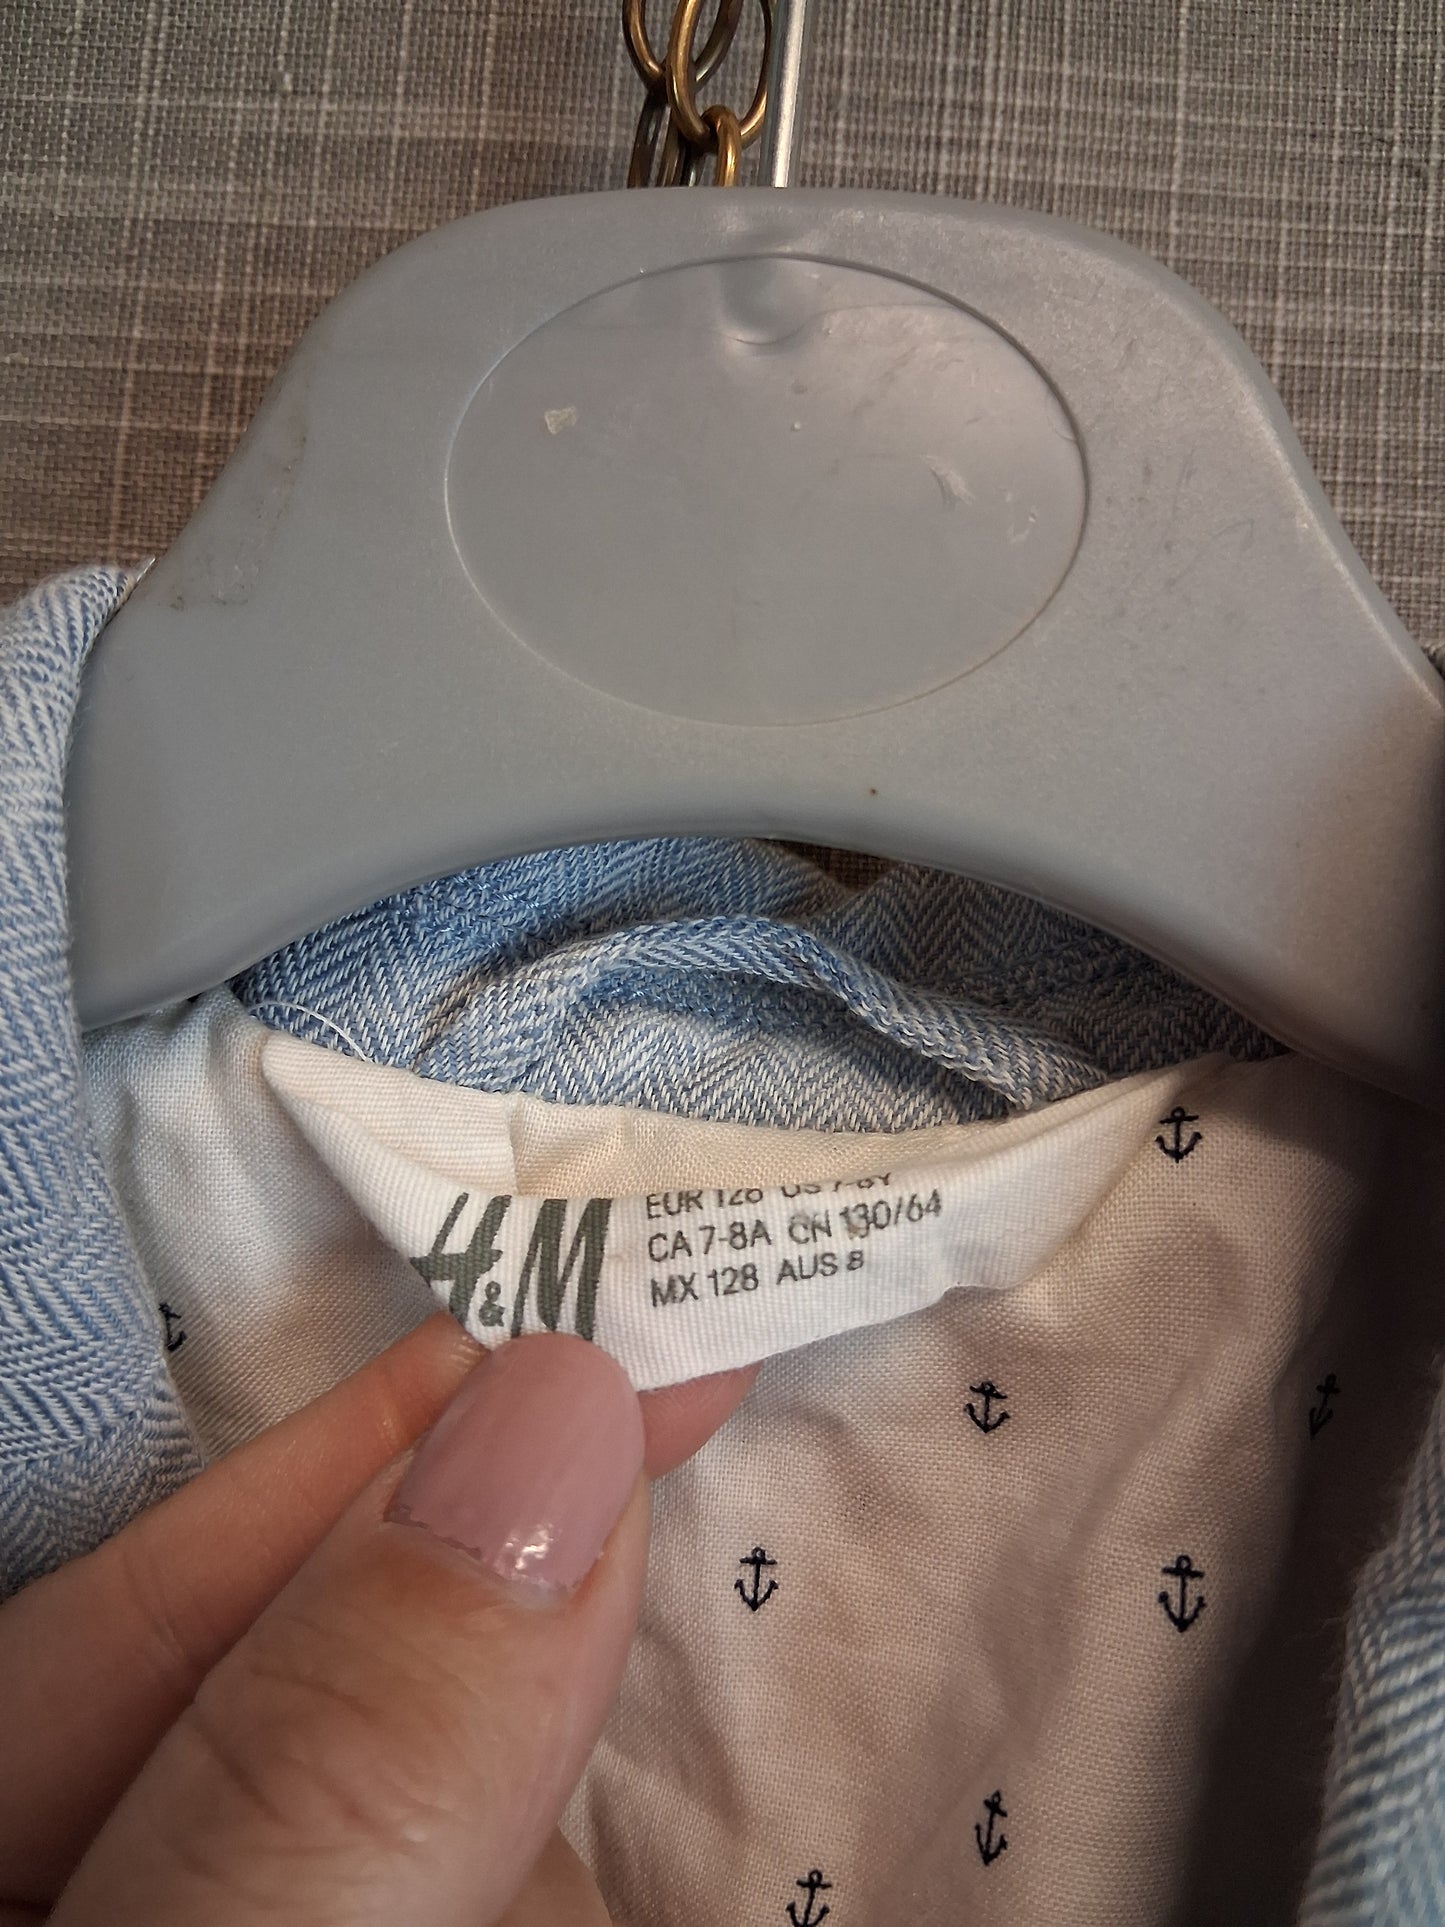 H&M
EUR 128 US 7-8Y
CA 7-8A CN 130/64
MX 128 AUS 8